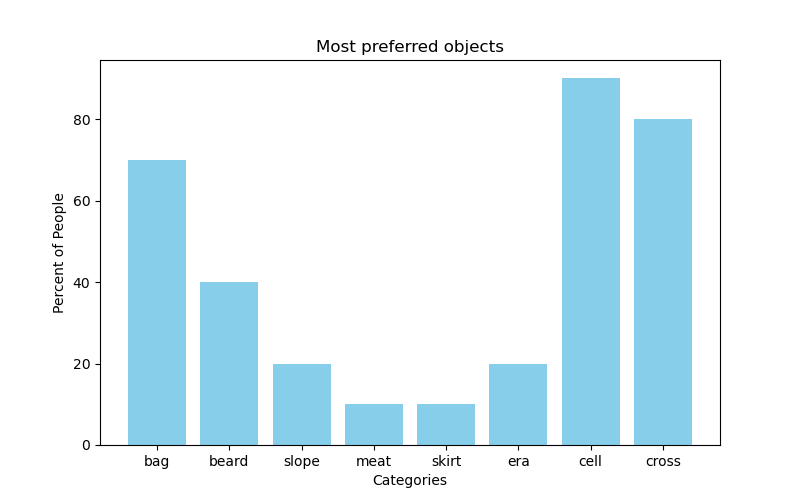 Most preferred objects
Percent of People
80
60
40
20
0
bag beard slope meat skirt era cell cross
Categories